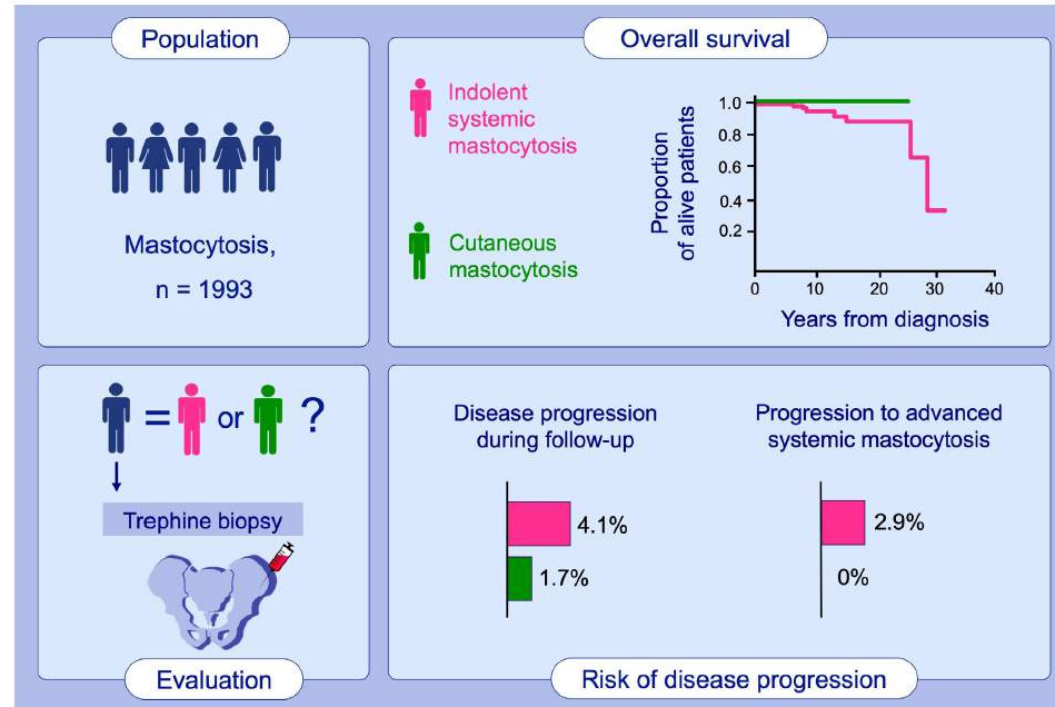 Population
Mastocytosis,
n = 1993
Overall survival
Indolent
systemic
mastocytosis
Cutaneous
mastocytosis
Proportion
of alive patients
1.0
0.8
0.6
0.4
0.2
0 10 20 30 40
Years from diagnosis
= or ?
Trephine biopsy
Evaluation
Disease progression
during follow-up
4.1%
1.7%
Progression to advanced
systemic mastocytosis
2.9%
0%
Risk of disease progression